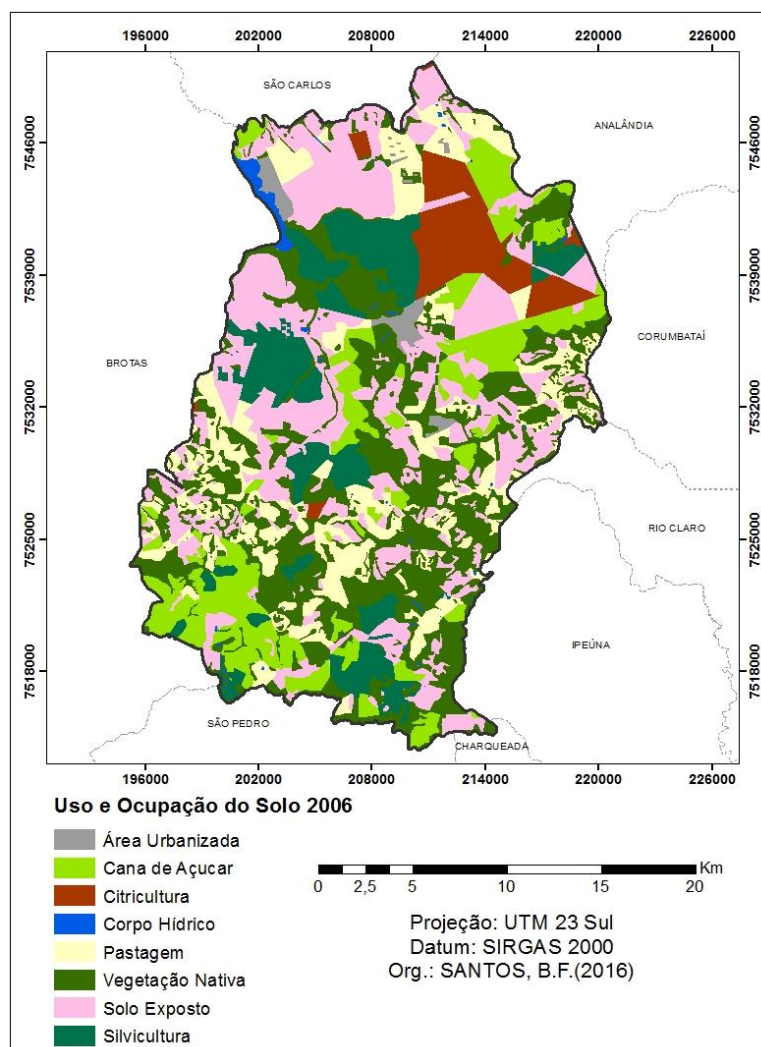 196000 202000 208000 214000 220000 226000
SÃO CARLOS
ANALÂNDIA
7546000 7546000
7539000 7539000
CORUMBATAÍ
BROTAS
7532000 7532000
RIO CLARO
7525000 7525000
IPEÚNA
7518000 7518000
SÃO PEDRO
CHARQUEADA
196000 202000 208000 214000 220000 226000
Uso e Ocupação do Solo 2006
Área Urbanizada
Cana de Açucar
Citricultura
Corpo Hídrico
Pastagem
Vegetação Nativa
Solo Exposto
Silvicultura
Km
0 2,5 5 10 15 20
Projeção: UTM 23 Sul
Datum: SIRGAS 2000
Org.: SANTOS, B.F.(2016)